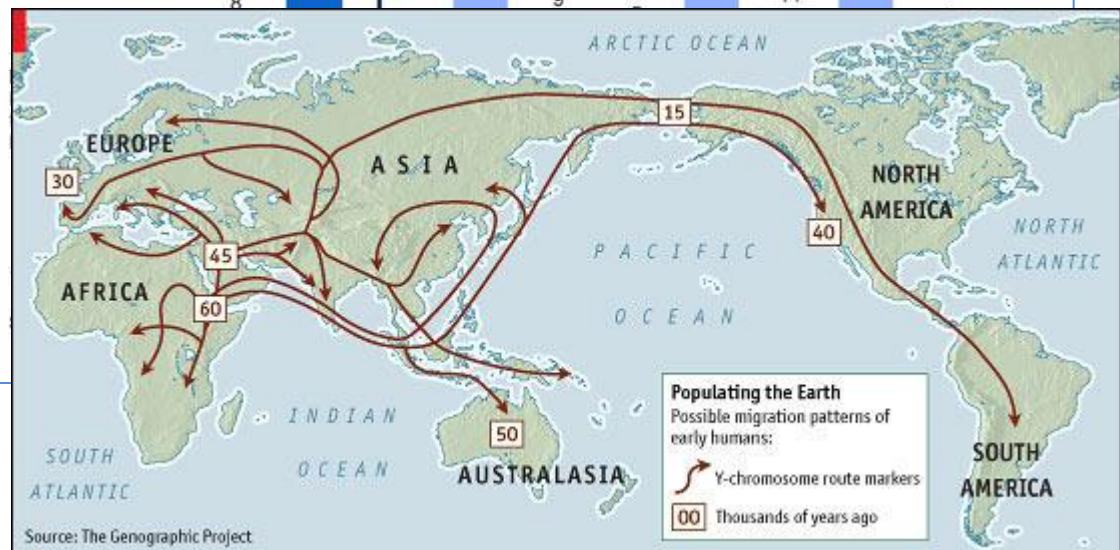 ARCTIC OCEAN
EUROPE
ASIA
15
30
NORTH
AMERICA
NORTH
ATLANTIC
45
40
PACIFIC
OCEAN
AFRICA
60
Populating the Earth
Possible migration patterns of
early humans:
Y-chromosome route markers
00 Thousands of years ago
INDIAN
OCEAN
50
AUSTRALASIA
SOUTH
ATLANTIC
SOUTH
AMERICA
Source: The Genographic Project